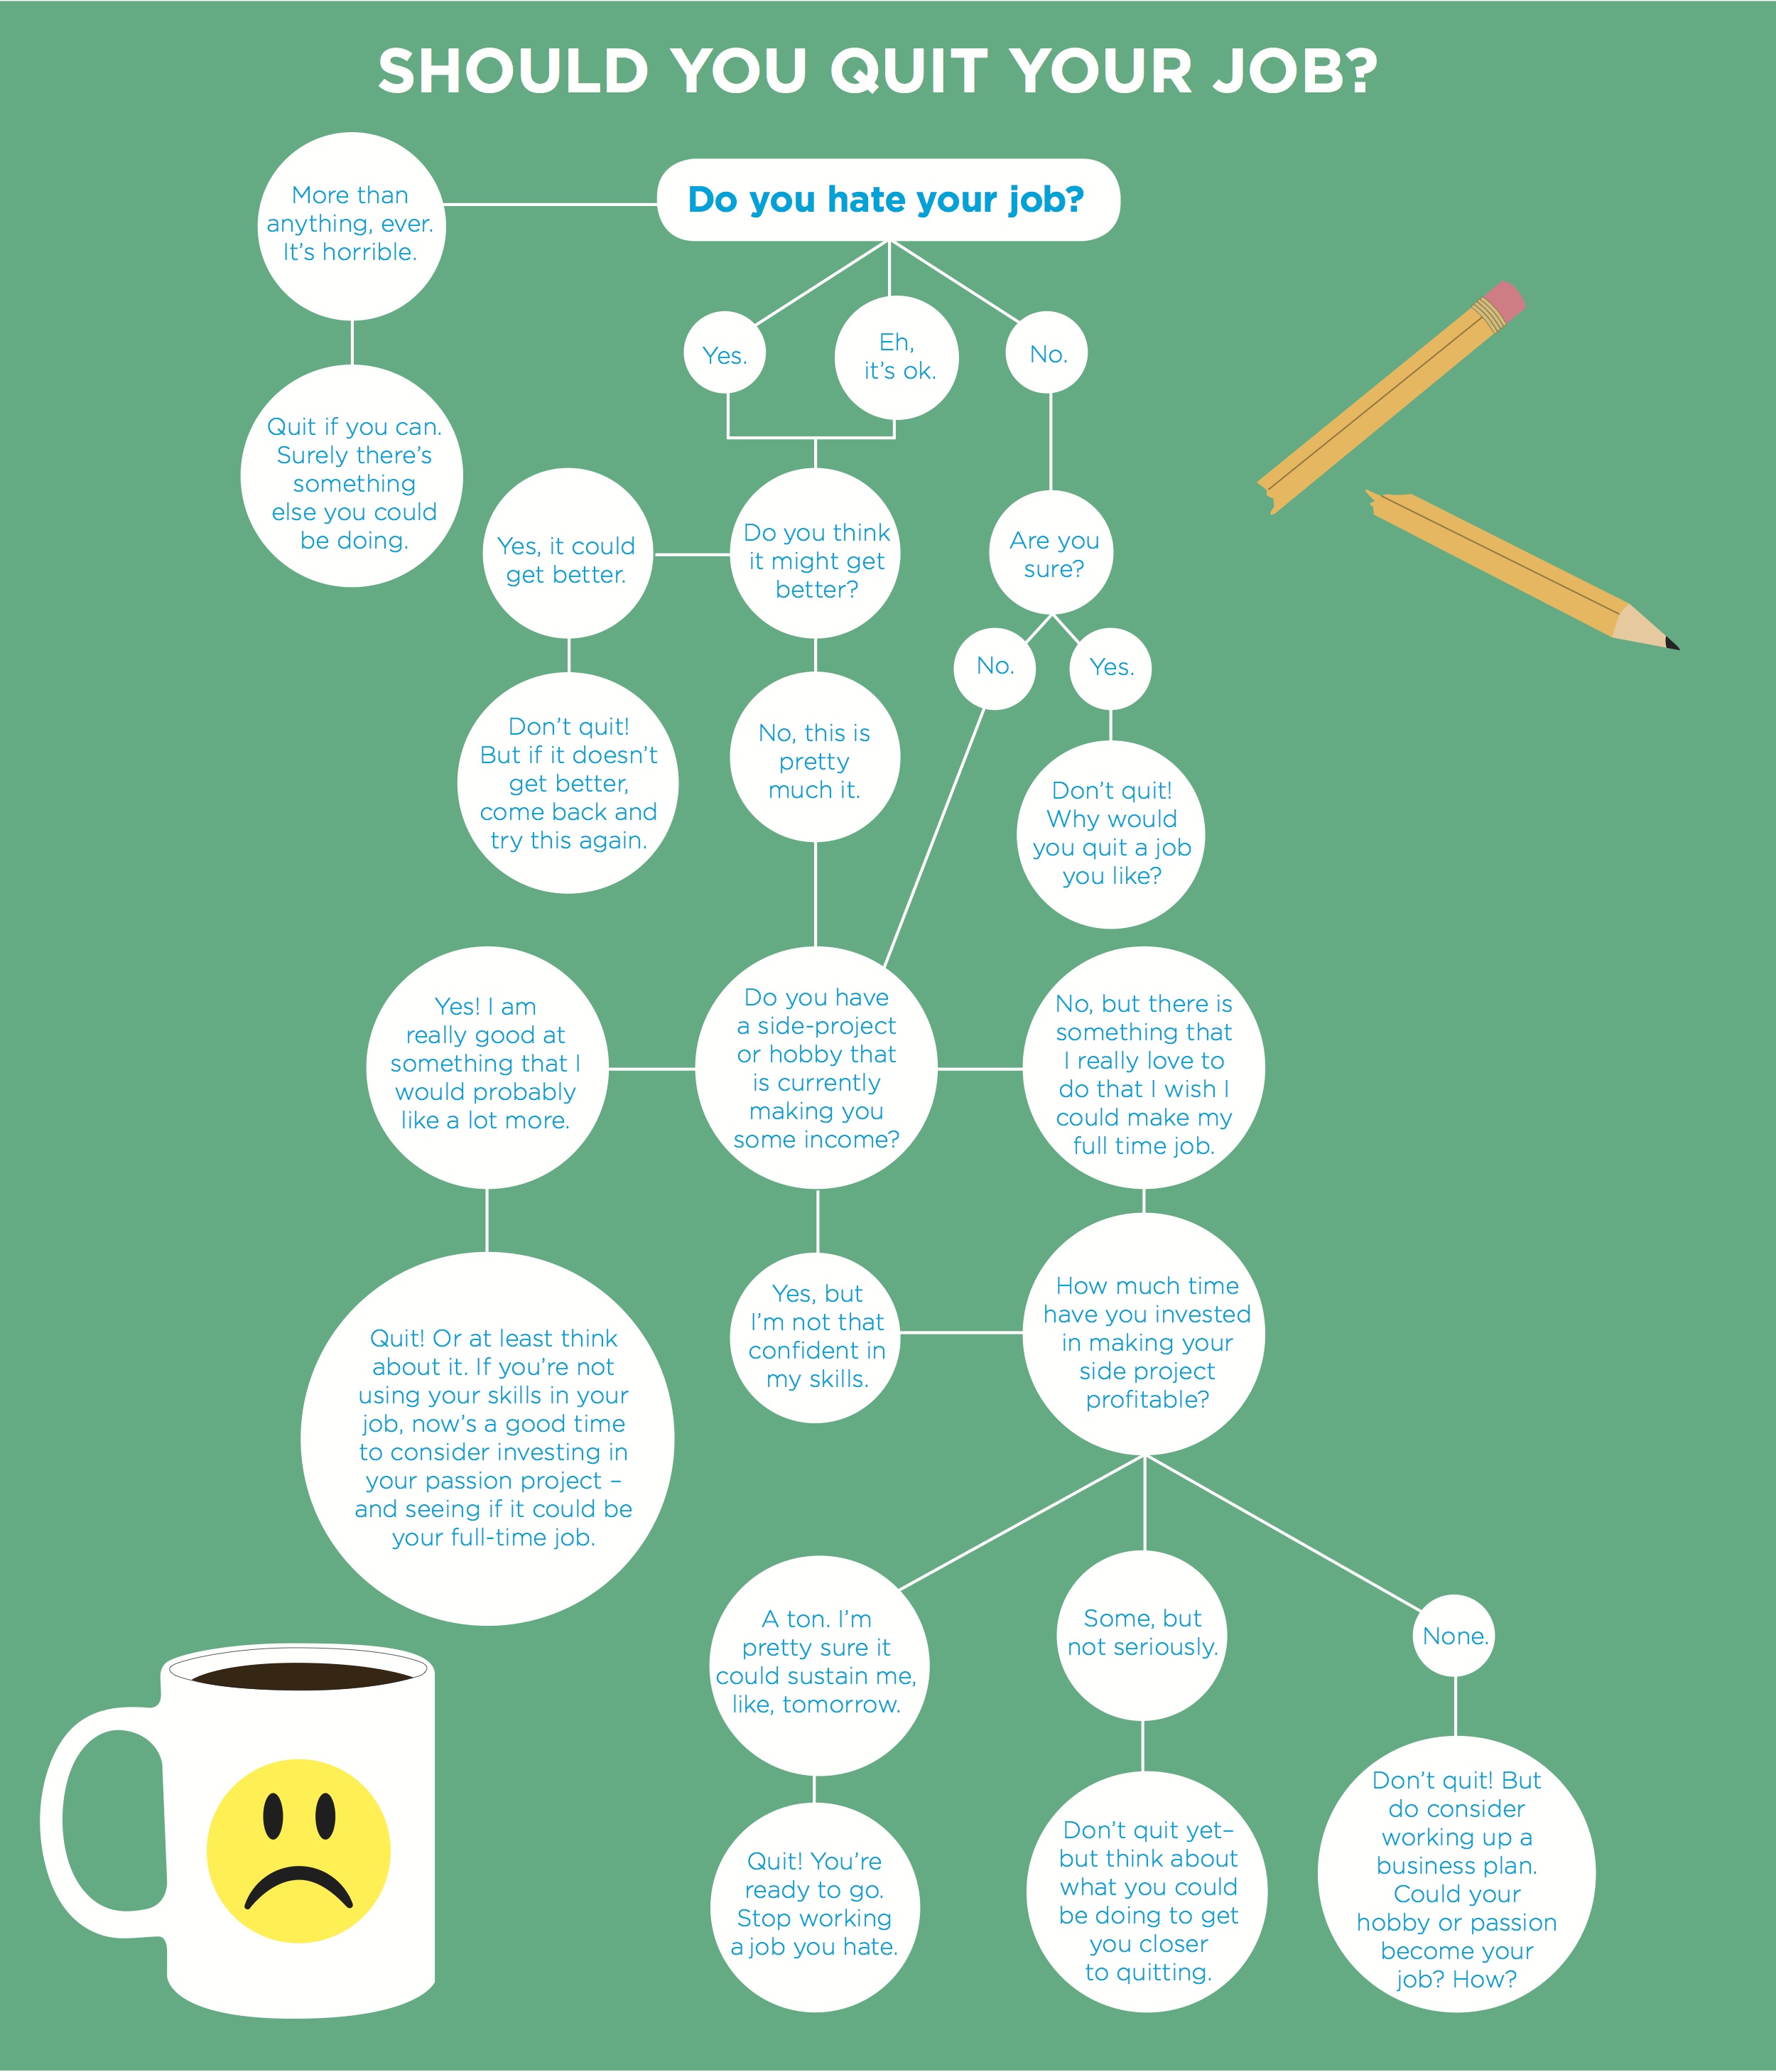 SHOULD YOU QUIT YOUR JOB?
Do you hate your job?
More than
anything, ever.
It's horrible.
Quit if you can.
Surely there's
something
else you could
be doing.
Yes.
Eh,
it's ok.
No.
Do you think
it might get
better?
Yes, it could
get better.
Don't quit!
But if it doesn't
get better,
come back and
try this again.
No, this is
pretty
much it.
Are you
sure?
No.
Yes.
Don't quit!
Why would
you quit a job
you like?
Do you have
a side-project
or hobby that
is currently
making you
some income?
Yes! I am
really good at
something that I
would probably
like a lot more.
Quit! Or at least think
about it. If you're not
using your skills in your
job, now's a good time
to consider investing in
your passion project –
and seeing if it could be
your full-time job.
Yes, but
I'm not that
confident in
my skills.
No, but there is
something that
I really love to
do that I wish I
could make my
full time job.
How much time
have you invested
in making your
side project
profitable?
A ton. I'm
pretty sure it
could sustain me,
like, tomorrow.
Quit! You're
ready to go.
Stop working
a job you hate.
Some, but
not seriously.
Don't quit yet–
but think about
what you could
be doing to get
you closer
to quitting.
None.
Don't quit! But
do consider
working up a
business plan.
Could your
hobby or passion
become your
job? How?